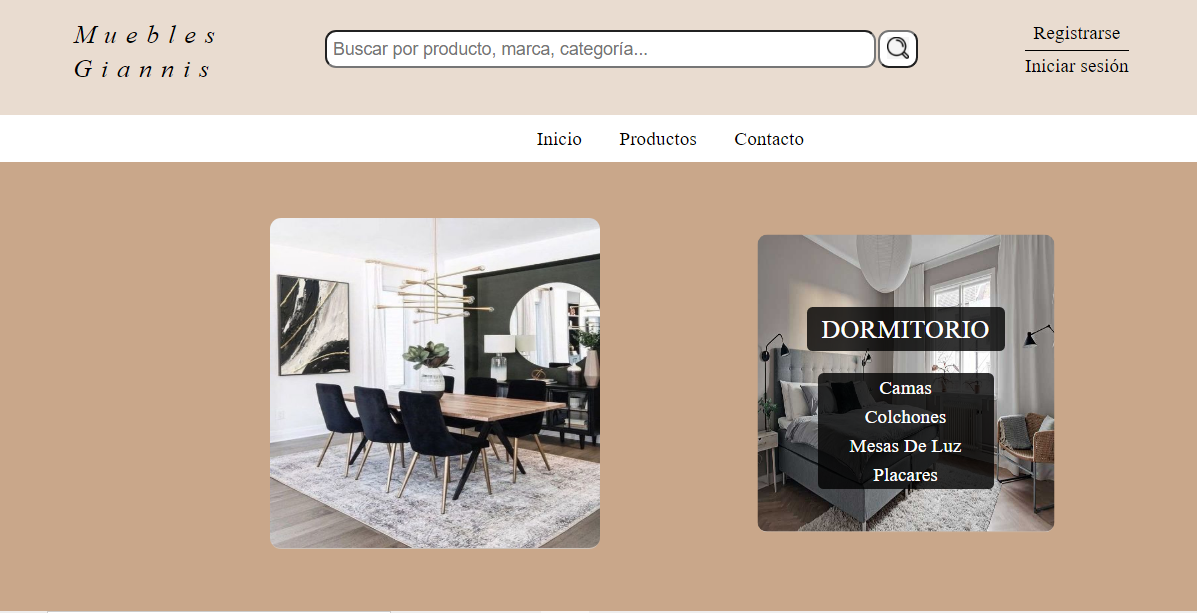 Muebles
Giannis
Buscar por producto, marca, categoría...
Registrarse
Iniciar sesión
Inicio Productos Contacto
DORMITORIO
Camas
Colchones
Mesas De Luz
Placares